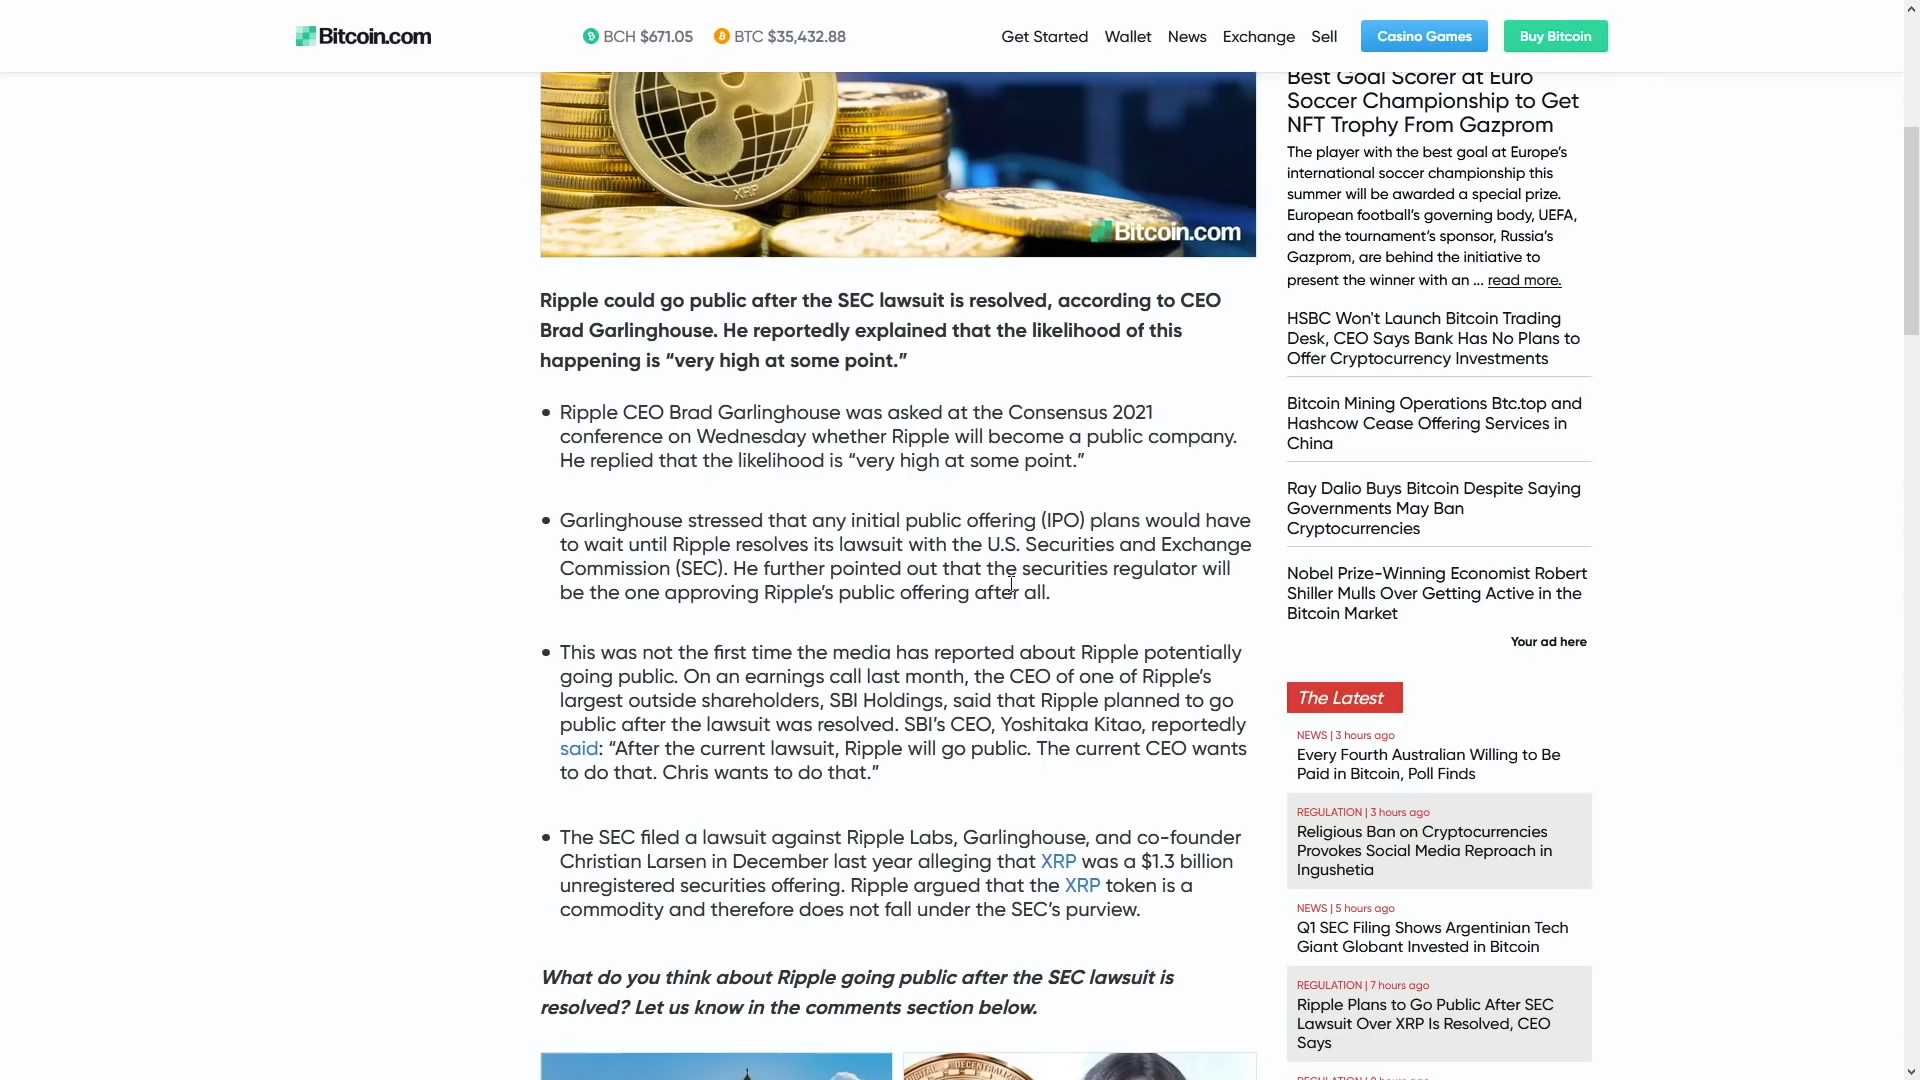 Bitcoin.com
BCH $671.05
BTC $35,432.88
Get Started
Wallet
News
Exchange
Sell
Casino Games
Buy Bitcoin
XRP
Bitcoin.com
Ripple could go public after the SEC lawsuit is resolved, according to CEO
Brad Garlinghouse. He reportedly explained that the likelihood of this
happening is “very high at some point.”
• Ripple CEO Brad Garlinghouse was asked at the Consensus 2021
conference on Wednesday whether Ripple will become a public company.
He replied that the likelihood is “very high at some point.”
• Garlinghouse stressed that any initial public offering (IPO) plans would have
to wait until Ripple resolves its lawsuit with the U.S. Securities and Exchange
Commission (SEC). He further pointed out that the securities regulator will
be the one approving Ripple’s public offering after all.
• This was not the first time the media has reported about Ripple potentially
going public. On an earnings call last month, the CEO of one of Ripple’s
largest outside shareholders, SBI Holdings, said that Ripple planned to go
public after the lawsuit was resolved. SBI’s CEO, Yoshitaka Kitao, reportedly
said: “After the current lawsuit, Ripple will go public. The current CEO wants
to do that. Chris wants to do that.”
• The SEC filed a lawsuit against Ripple Labs, Garlinghouse, and co-founder
Christian Larsen in December last year alleging that XRP was a $1.3 billion
unregistered securities offering. Ripple argued that the XRP token is a
commodity and therefore does not fall under the SEC’s purview.
What do you think about Ripple going public after the SEC lawsuit is
resolved? Let us know in the comments section below.
DIGITAL DECENTRALIZED
Best Goal Scorer at Euro
Soccer Championship to Get
NFT Trophy From Gazprom
The player with the best goal at Europe’s
international soccer championship this
summer will be awarded a special prize.
European football’s governing body, UEFA,
and the tournament’s sponsor, Russia’s
Gazprom, are behind the initiative to
present the winner with an ... read more.
HSBC Won't Launch Bitcoin Trading
Desk, CEO Says Bank Has No Plans to
Offer Cryptocurrency Investments
Bitcoin Mining Operations Btc.top and
Hashcow Cease Offering Services in
China
Ray Dalio Buys Bitcoin Despite Saying
Governments May Ban
Cryptocurrencies
Nobel Prize-Winning Economist Robert
Shiller Mulls Over Getting Active in the
Bitcoin Market
Your ad here
The Latest
NEWS | 3 hours ago
Every Fourth Australian Willing to Be
Paid in Bitcoin, Poll Finds
REGULATION | 3 hours ago
Religious Ban on Cryptocurrencies
Provokes Social Media Reproach in
Ingushetia
NEWS | 5 hours ago
Q1 SEC Filing Shows Argentinian Tech
Giant Globant Invested in Bitcoin
REGULATION | 7 hours ago
Ripple Plans to Go Public After SEC
Lawsuit Over XRP Is Resolved, CEO
Says